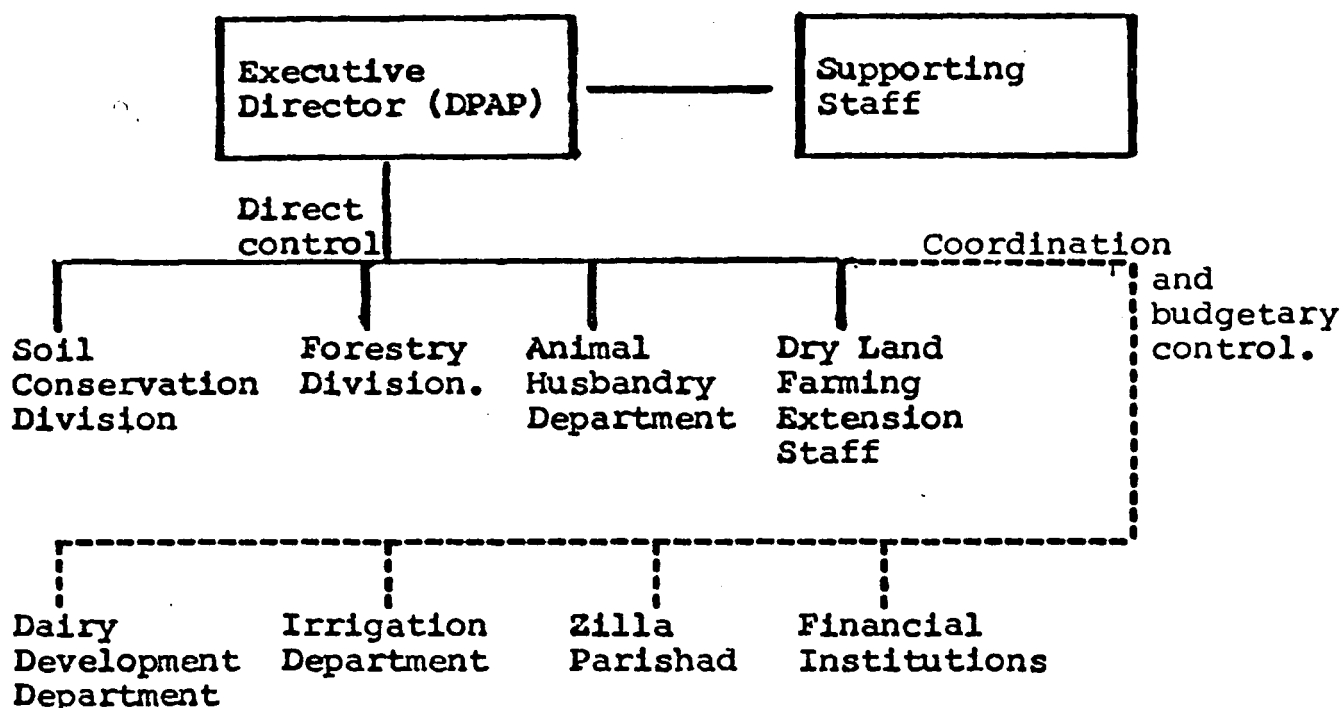 Executive
Director (DPAP)
Supporting
Staff
Direct
control
Coordination
and
budgetary
control.
Soil
Conservation
Division
Forestry
Division.
Animal
Husbandry
Department
Dry Land
Farming
Extension
Staff
Dairy
Development
Department
Irrigation
Department
Zilla
Parishad
Financial
Institutions